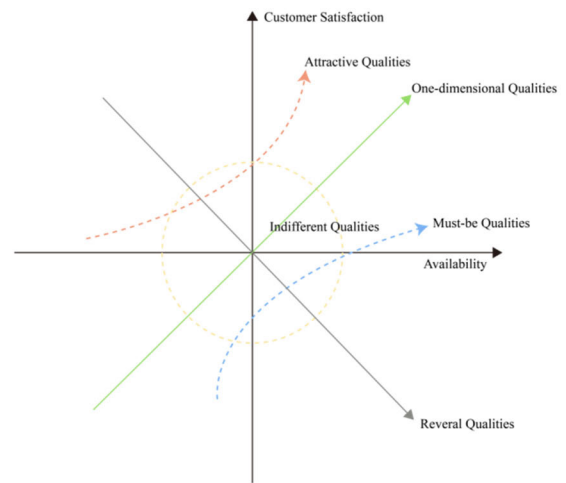 Customer Satisfaction
Attractive Qualities
One-dimensional Qualities
Indifferent Qualities
Must-be Qualities
Availability
Reveral Qualities